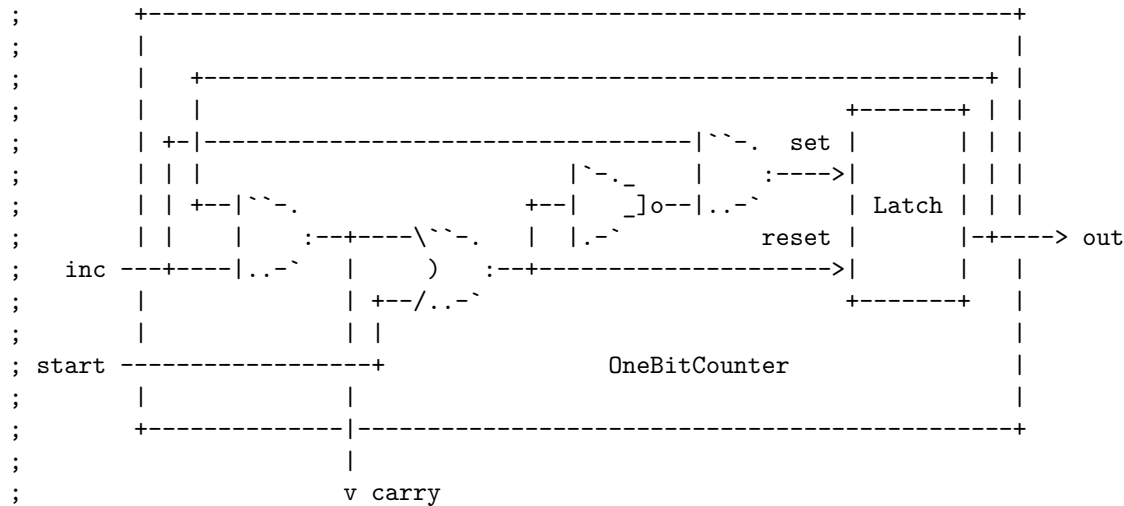 ;        +-------------------------------------------------------------+
;        |                                                             |
;        |   +-------------------------------------------------------+ |
;        |   |                                             +-------+ | |
;        | +-|-----------------------------------|``-.  set |       | | |
;        | | |                          |`-._    |    :---->|       | | |
;        | | +--|``-.                +--|   _]o--|..-`      | Latch | | |
;        | |    |    :--+----\``-.   |  |.-`          reset |       |-+----> out
;    inc ---+----|..-`   |     )   :--+--------------------->|       |   |
;        |              | +--/..-`                          +-------+   |
;        |              | |                                             |
; start ------------------+                OneBitCounter                |
;        |              |                                               |
;        +--------------|-----------------------------------------------+
;                       |
;                       v carry